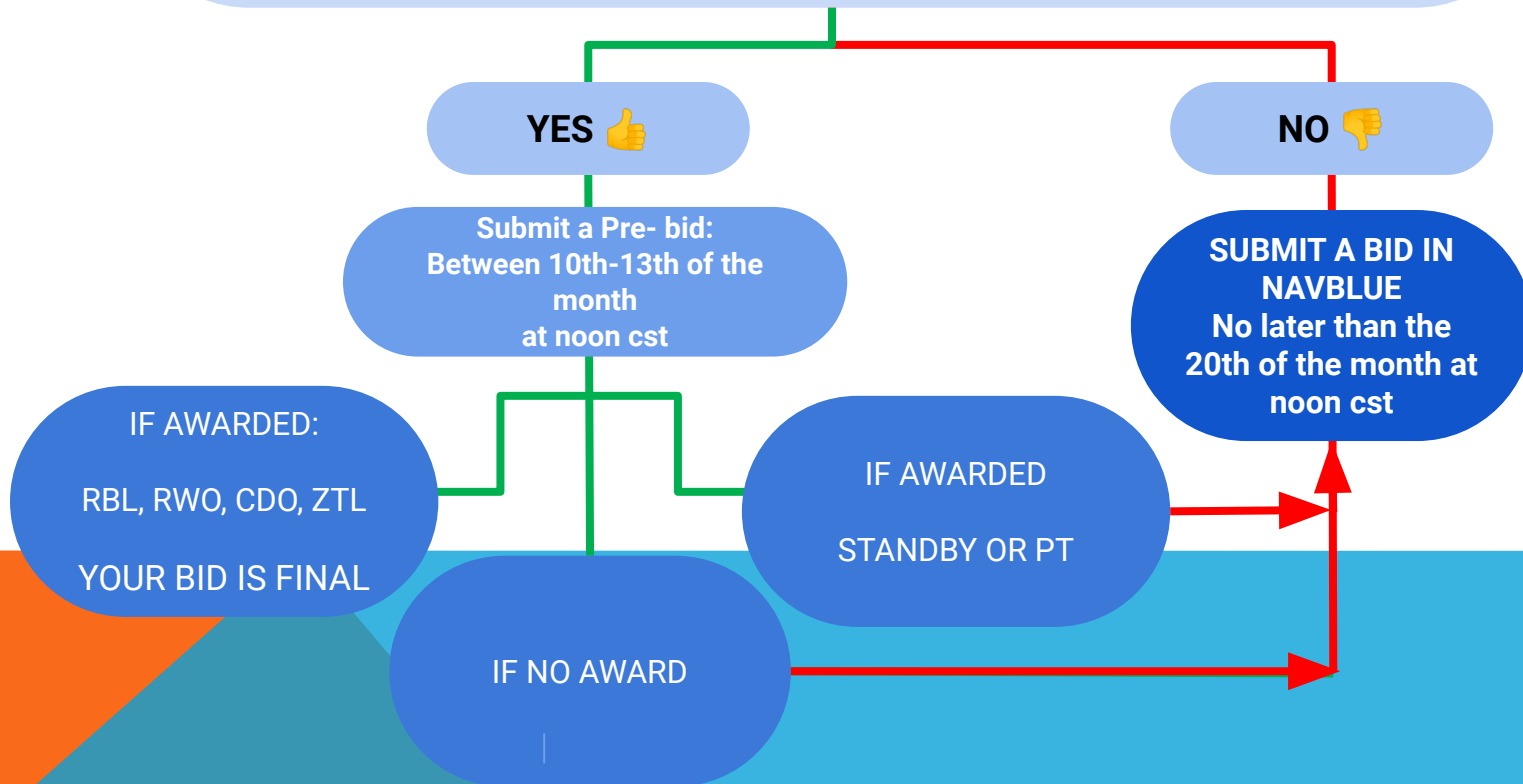 YES 👍
NO 👎
Submit a Pre- bid:
Between 10th-13th of the
month
at noon cst
SUBMIT A BID IN
NAVBLUE
No later than the
20th of the month at
noon cst
IF AWARDED:
RBL, RWO, CDO, ZTL
YOUR BID IS FINAL
IF AWARDED
STANDBY OR PT
IF NO AWARD